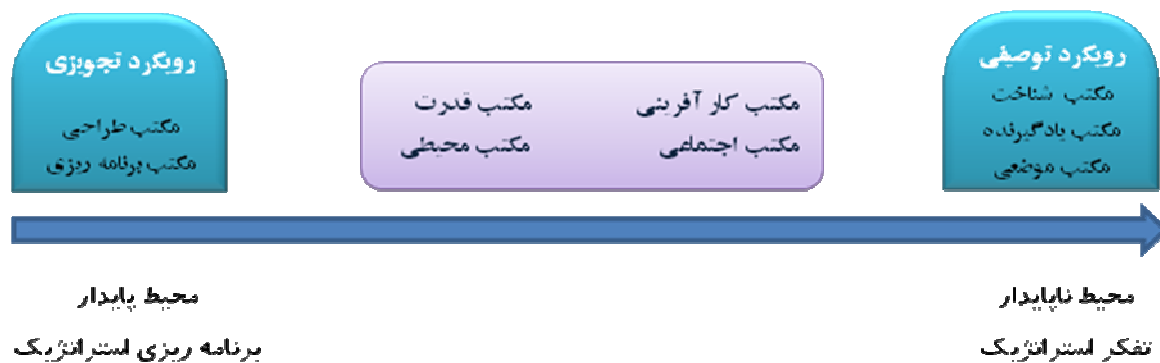 رویکرد توصیفی
مکتب شناخت
مکتب یادگیرنده
مکتب موضعی
مکتب کار آفرینی
مکتب قدرت
مکتب اجتماعی
مکتب محیطی
رویکرد تجویزی
مکتب طراحی
مکتب برنامه ریزی
محیط ناپایدار
تفکر استراتژیک
محیط پایدار
برنامه ریزی استراتژیک